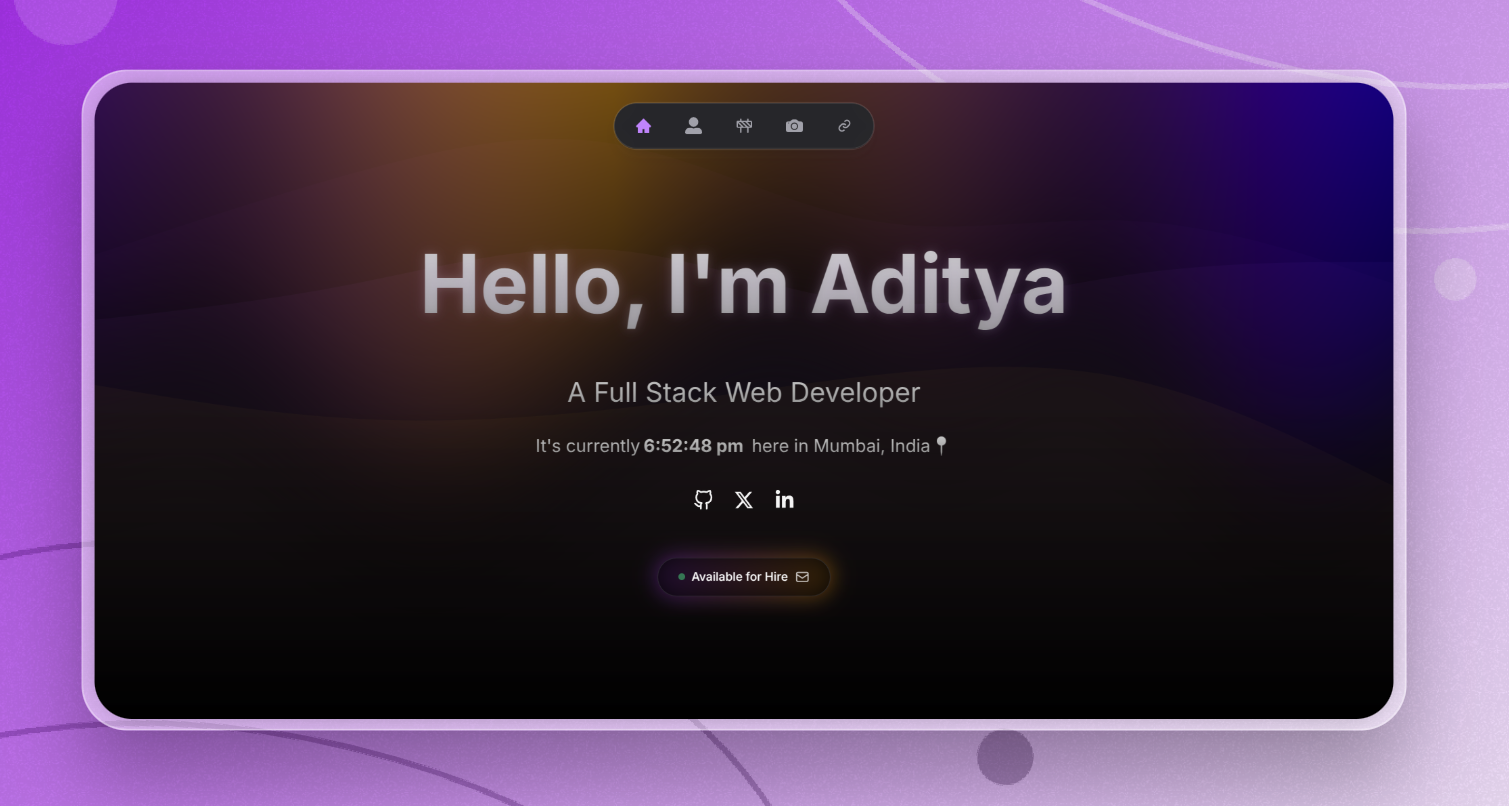 Hello, I'm Aditya
A Full Stack Web Developer
It's currently 6:52:48 pm here in Mumbai, India
Available for Hire